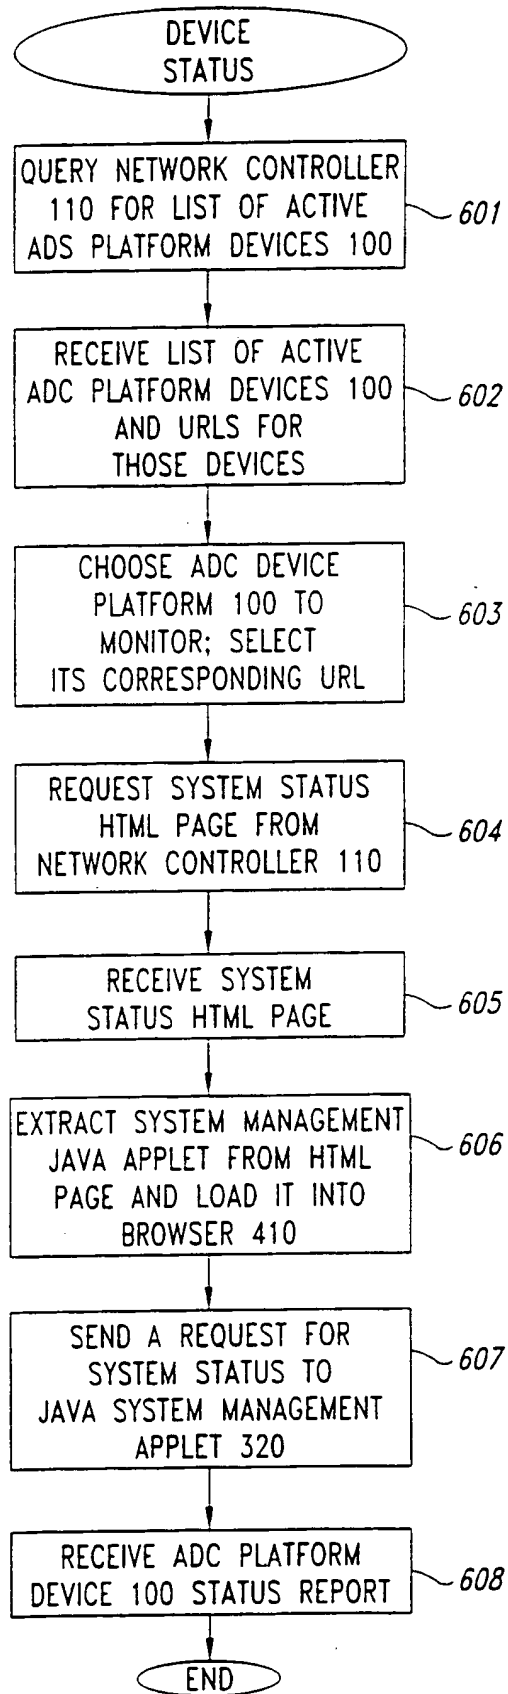 DEVICE
STATUS
QUERY NETWORK CONTROLLER
110 FOR LIST OF ACTIVE
ADS PLATFORM DEVICES 100
601
RECEIVE LIST OF ACTIVE
ADC PLATFORM DEVICES 100
AND URLS FOR
THOSE DEVICES
602
CHOOSE ADC DEVICE
PLATFORM 100 TO
MONITOR; SELECT
ITS CORRESPONDING URL
603
REQUEST SYSTEM STATUS
HTML PAGE FROM
NETWORK CONTROLLER 110
604
RECEIVE SYSTEM
STATUS HTML PAGE
605
EXTRACT SYSTEM MANAGEMENT
JAVA APPLET FROM HTML
PAGE AND LOAD IT INTO
BROWSER 410
606
SEND A REQUEST FOR
SYSTEM STATUS TO
JAVA SYSTEM MANAGEMENT
APPLET 320
607
RECEIVE ADC PLATFORM
DEVICE 100 STATUS REPORT
608
END